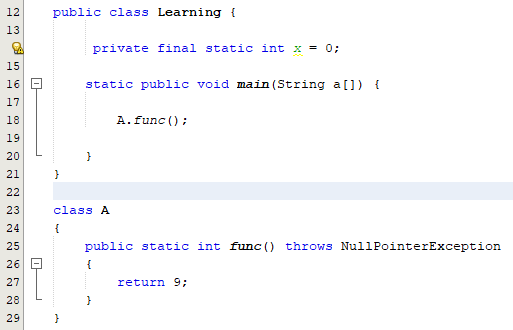 12 public class Learning {
13
private final static int x = 0;
15
16 static public void main(String a[]) {
17
18 A.func();
19
20 }
21 }
22
23 class A
24 {
25 public static int func() throws NullPointerException
26 {
27 return 9;
28 }
29 }